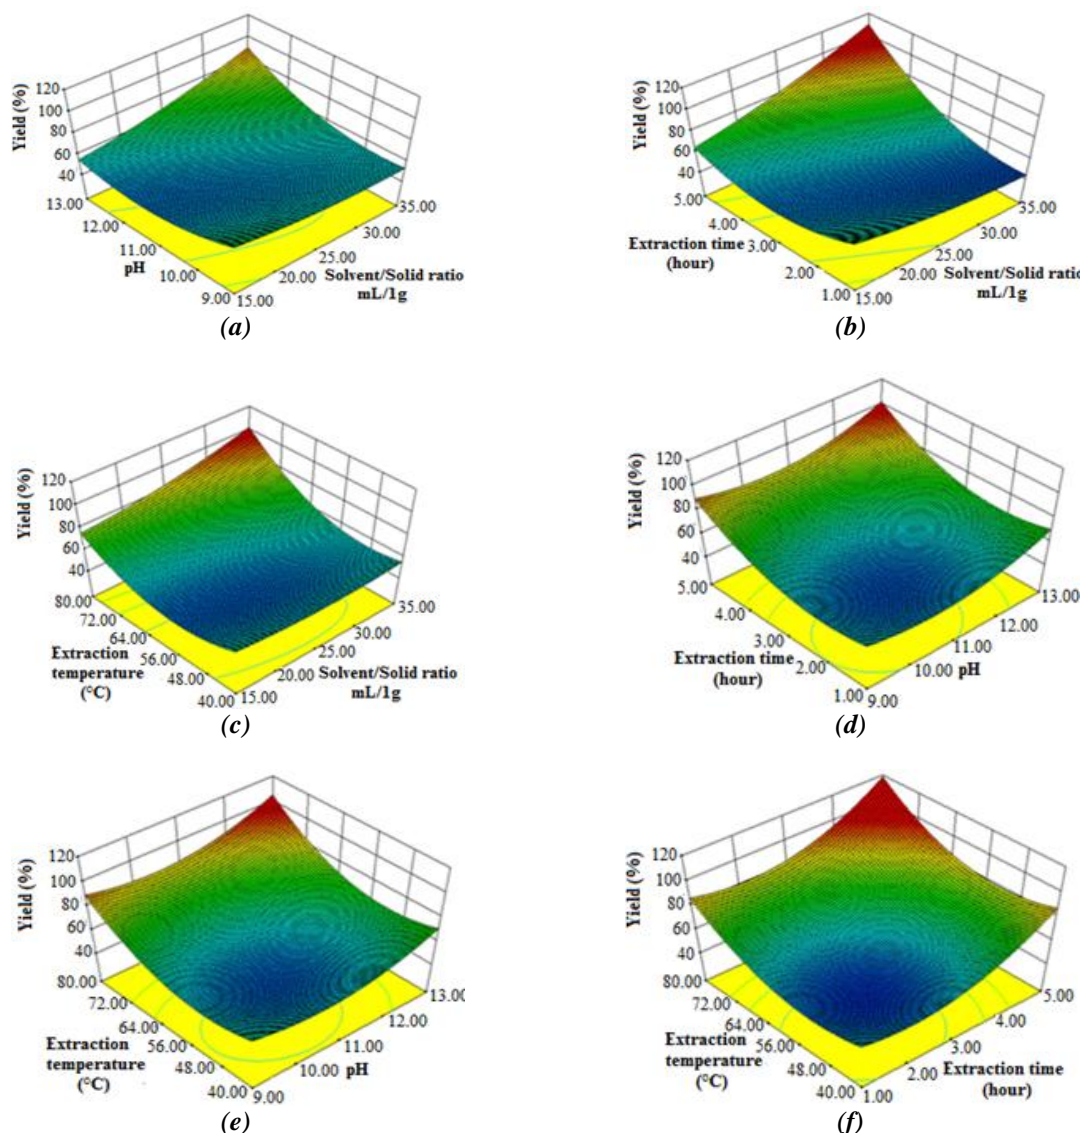 120
100
80
60
40
Yield (%)
13.00
12.00
11.00
10.00
9.00
pH
15.00
20.00
25.00
30.00
35.00
Solvent/Solid ratio
mL/1g
(a)
120
100
80
60
40
Yield (%)
5.00
4.00
3.00
2.00
1.00
Extraction time
(hour)
15.00
20.00
25.00
30.00
35.00
Solvent/Solid ratio
mL/1g
(b)
120
100
80
60
40
Yield (%)
80.00
72.00
64.00
56.00
48.00
40.00
Extraction
temperature
(°C)
15.00
20.00
25.00
30.00
35.00
Solvent/Solid ratio
mL/1g
(c)
120
100
80
60
40
Yield (%)
5.00
4.00
3.00
2.00
1.00
Extraction time
(hour)
9.00
10.00
11.00
12.00
13.00
pH
(d)
120
100
80
60
40
Yield (%)
80.00
72.00
64.00
56.00
48.00
40.00
Extraction
temperature
(°C)
9.00
10.00
11.00
12.00
13.00
pH
(e)
120
100
80
60
40
Yield (%)
80.00
72.00
64.00
56.00
48.00
40.00
Extraction
temperature
(°C)
1.00
2.00
3.00
4.00
5.00
Extraction time
(hour)
(f)